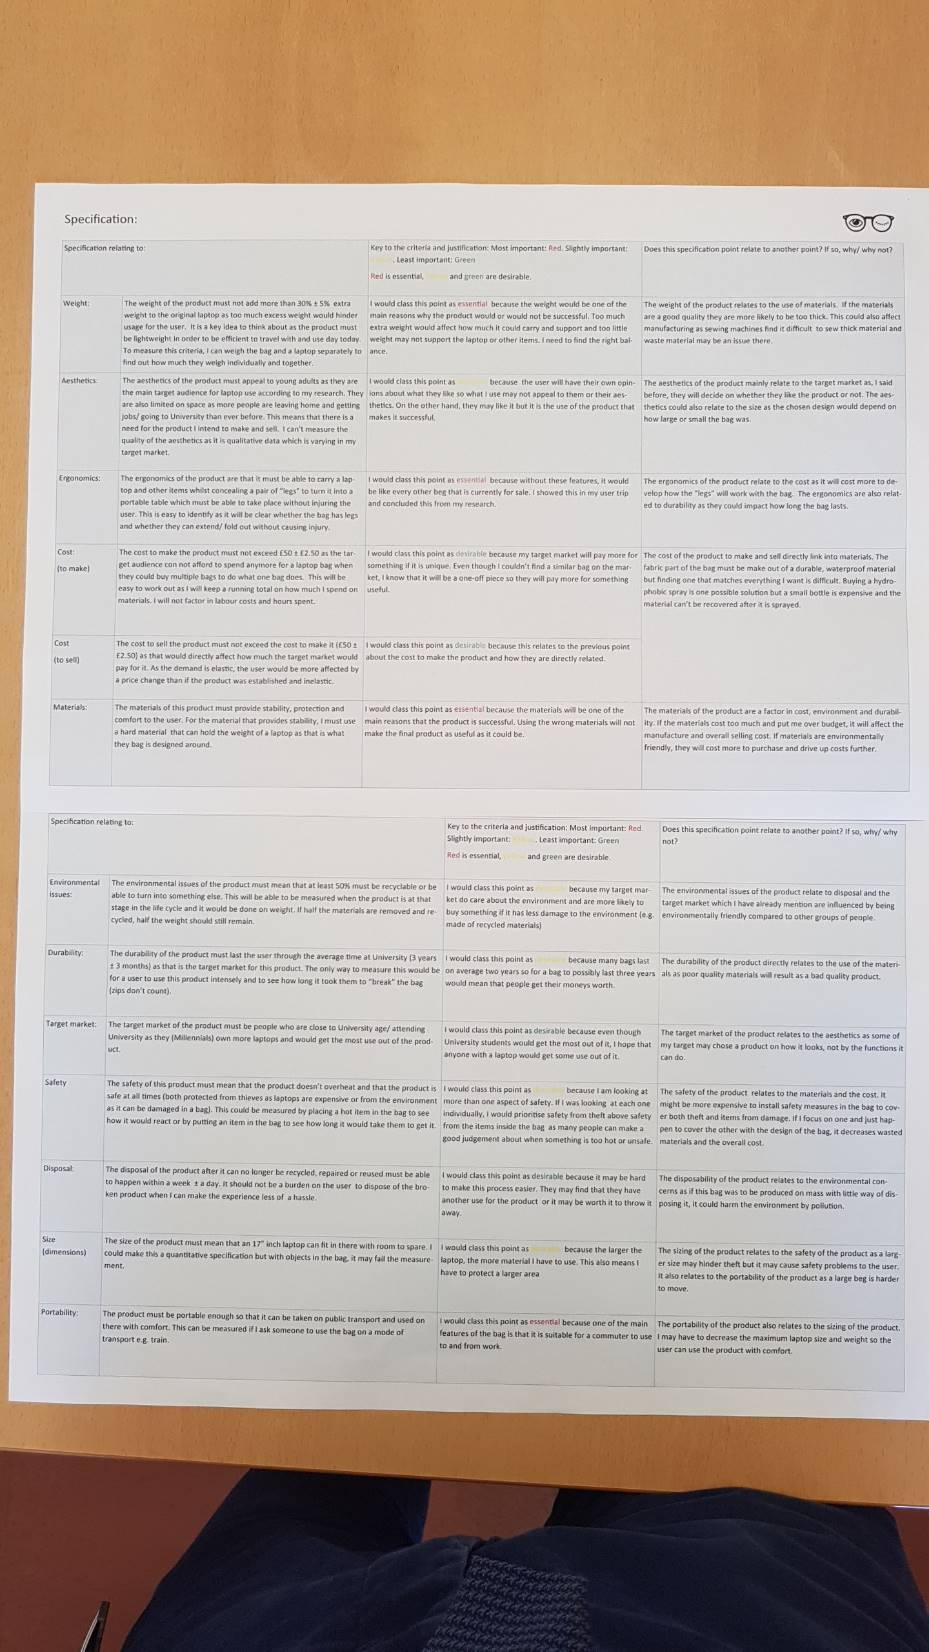 Specification:
Specification relating to:
Key to the criteria and justification: Most important: Red. Slightly important:
. Least important: Green
Red is essential, and green are desirable.
Does this specification point relate to another point? If so, why/ why not?
Weight:
The weight of the product must not add more than 30% ± 5% extra
weight to the original laptop as too much excess weight would hinder
usage for the user. It is a key idea to think about as the product must
be lightweight in order to be efficient to travel with and use day today.
To measure this criteria, I can weigh the bag and a laptop separately to
find out how much they weigh individually and together.
I would class this point as essential because the weight would be one of the
main reasons why the product would or would not be successful. Too much
extra weight would affect how much it could carry and support and too little
weight may not support the laptop or other items. I need to find the right bal-
ance.
The weight of the product relates to the use of materials. If the materials
are a good quality they are more likely to be too thick. This could also affect
manufacturing as sewing machines find it difficult to sew thick material and
waste material may be an issue there.
Aesthetics:
The aesthetics of the product must appeal to young adults as they are
the main target audience for laptop use according to my research. They
are also limited on space as more people are leaving home and getting
jobs/ going to University than ever before. This means that there is a
need for the product I intend to make and sell. I can't measure the
quality of the aesthetics as it is qualitative data which is varying in my
target market.
I would class this point as because the user will have their own opin-
ions about what they like so what I use may not appeal to them or their aes-
thetics. On the other hand, they may like it but it is the use of the product that
makes it successful.
The aesthetics of the product mainly relate to the target market as, I said
before, they will decide on whether they like the product or not. The aes-
thetics could also relate to the size as the chosen design would depend on
how large or small the bag was.
Ergonomics:
The ergonomics of the product are that it must be able to carry a lap-
top and other items whilst concealing a pair of "legs" to turn it into a
portable table which must be able to take place without injuring the
user. This is easy to identify as it will be clear whether the bag has legs
and whether they can extend/ fold out without causing injury.
I would class this point as essential because without these features, it would
be like every other beg that is currently for sale. I showed this in my user trip
and concluded this from my research.
The ergonomics of the product relate to the cost as it will cost more to de-
velop how the "legs" will work with the bag. The ergonomics are also relat-
ed to durability as they could impact how long the bag lasts.
Cost:
(to make)
The cost to make the product must not exceed £50 ± £2.50 as the tar-
get audience con not afford to spend anymore for a laptop bag when
they could buy multiple bags to do what one bag does. This will be
easy to work out as I will keep a running total on how much I spend on
materials. I will not factor in labour costs and hours spent.
I would class this point as desirable because my target market will pay more for
something if it is unique. Even though I couldn't find a similar bag on the mar-
ket, I know that it will be a one-off piece so they will pay more for something
useful.
The cost of the product to make and sell directly link into materials. The
fabric part of the bag must be make out of a durable, waterproof material
but finding one that matches everything I want is difficult. Buying a hydro-
phobic spray is one possible solution but a small bottle is expensive and the
material can't be recovered after it is sprayed.
Cost
(to sell)
The cost to sell the product must not exceed the cost to make it (£50 ±
£2.50) as that would directly affect how much the target market would
pay for it. As the demand is elastic, the user would be more affected by
a price change than if the product was established and inelastic.
I would class this point as desirable because this relates to the previous point
about the cost to make the product and how they are directly related.
Materials:
The materials of this product must provide stability, protection and
comfort to the user. For the material that provides stability, I must use
a hard material that can hold the weight of a laptop as that is what
they bag is designed around.
I would class this point as essential because the materials will be one of the
main reasons that the product is successful. Using the wrong materials will not
make the final product as useful as it could be.
The materials of the product are a factor in cost, environment and durabil-
ity. If the materials cost too much and put me over budget, it will affect the
manufacture and overall selling cost. If materials are environmentally
friendly, they will cost more to purchase and drive up costs further.
Specification relating to:
Key to the criteria and justification: Most important: Red.
Slightly important: . Least important: Green
Red is essential, and green are desirable.
Does this specification point relate to another point? If so, why/ why
not?
Environmental
issues:
The environmental issues of the product must mean that at least 50% must be recyclable or be
able to turn into something else. This will be able to be measured when the product is at that
stage in the life cycle and it would be done on weight. If half the materials are removed and re-
cycled, half the weight should still remain.
I would class this point as because my target mar-
ket do care about the environment and are more likely to
buy something if it has less damage to the environment (e.g.
made of recycled materials)
The environmental issues of the product relate to disposal and the
target market which I have already mention are influenced by being
environmentally friendly compared to other groups of people.
Durability:
The durability of the product must last the user through the average time at University (3 years
± 3 months) as that is the target market for this product. The only way to measure this would be
for a user to use this product intensely and to see how long it took them to "break" the bag
(zips don't count).
I would class this point as because many bags last
on average two years so for a bag to possibly last three years
would mean that people get their moneys worth.
The durability of the product directly relates to the use of the materi-
als as poor quality materials will result as a bad quality product.
Target market:
The target market of the product must be people who are close to University age/ attending
University as they (Millennials) own more laptops and would get the most use out of the prod-
uct.
I would class this point as desirable because even though
University students would get the most out of it, I hope that
anyone with a laptop would get some use out of it.
The target market of the product relates to the aesthetics as some of
my target may chose a product on how it looks, not by the functions it
can do.
Safety
The safety of this product must mean that the product doesn't overheat and that the product is
safe at all times (both protected from thieves as laptops are expensive or from the environment
as it can be damaged in a bag). This could be measured by placing a hot item in the bag to see
how it would react or by putting an item in the bag to see how long it would take them to get it.
I would class this point as because I am looking at
more than one aspect of safety. If I was looking at each one
individually, I would prioritise safety from theft above safety
from the items inside the bag as many people can make a
good judgement about when something is too hot or unsafe.
The safety of the product relates to the materials and the cost. It
might be more expensive to install safety measures in the bag to cov-
er both theft and items from damage. If I focus on one and just hap-
pen to cover the other with the design of the bag, it decreases wasted
materials and the overall cost.
Disposal:
The disposal of the product after it can no longer be recycled, repaired or reused must be able
to happen within a week ± a day. It should not be a burden on the user to dispose of the bro-
ken product when I can make the experience less of a hassle.
I would class this point as desirable because it may be hard
to make this process easier. They may find that they have
another use for the product or it may be worth it to throw it
away.
The disposability of the product relates to the environmental con-
cerns as if this bag was to be produced on mass with little way of dis-
posing it, it could harm the environment by pollution.
Size
(dimensions)
The size of the product must mean that an 17" inch laptop can fit in there with room to spare. I
could make this a quantitative specification but with objects in the bag, it may fail the measure-
ment.
I would class this point as because the larger the
laptop, the more material I have to use. This also means I
have to protect a larger area
The sizing of the product relates to the safety of the product as a larg-
er size may hinder theft but it may cause safety problems to the user.
It also relates to the portability of the product as a large beg is harder
to move.
Portability:
The product must be portable enough so that it can be taken on public transport and used on
there with comfort. This can be measured if I ask someone to use the bag on a mode of
transport e.g. train.
I would class this point as essential because one of the main
features of the bag is that it is suitable for a commuter to use
to and from work.
The portability of the product also relates to the sizing of the product.
I may have to decrease the maximum laptop size and weight so the
user can use the product with comfort.